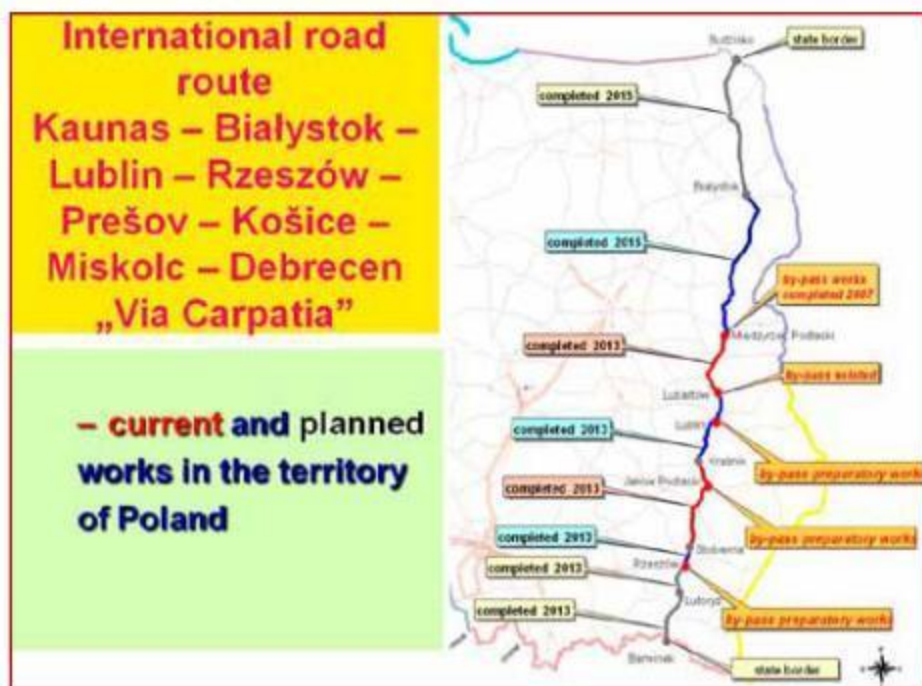 International road
route
Kaunas – Białystok –
Lublin – Rzeszów –
Prešov – Košice –
Miskolc – Debrecen
„Via Carpatia”
– current and planned
works in the territory
of Poland
state border
completed 2015
Białystok
completed 2015
by-pass works
completed 2007
Międzyrzec Podlaski
completed 2013
by-pass existed
Lubartów
Lublin
completed 2013
Kraśnik
by-pass preparatory works
Janów
completed 2013
by-pass preparatory works
completed 2013
Stobierna
Rzeszów
completed 2013
Lutoryż
completed 2013
by-pass preparatory works
Barwinek
state border